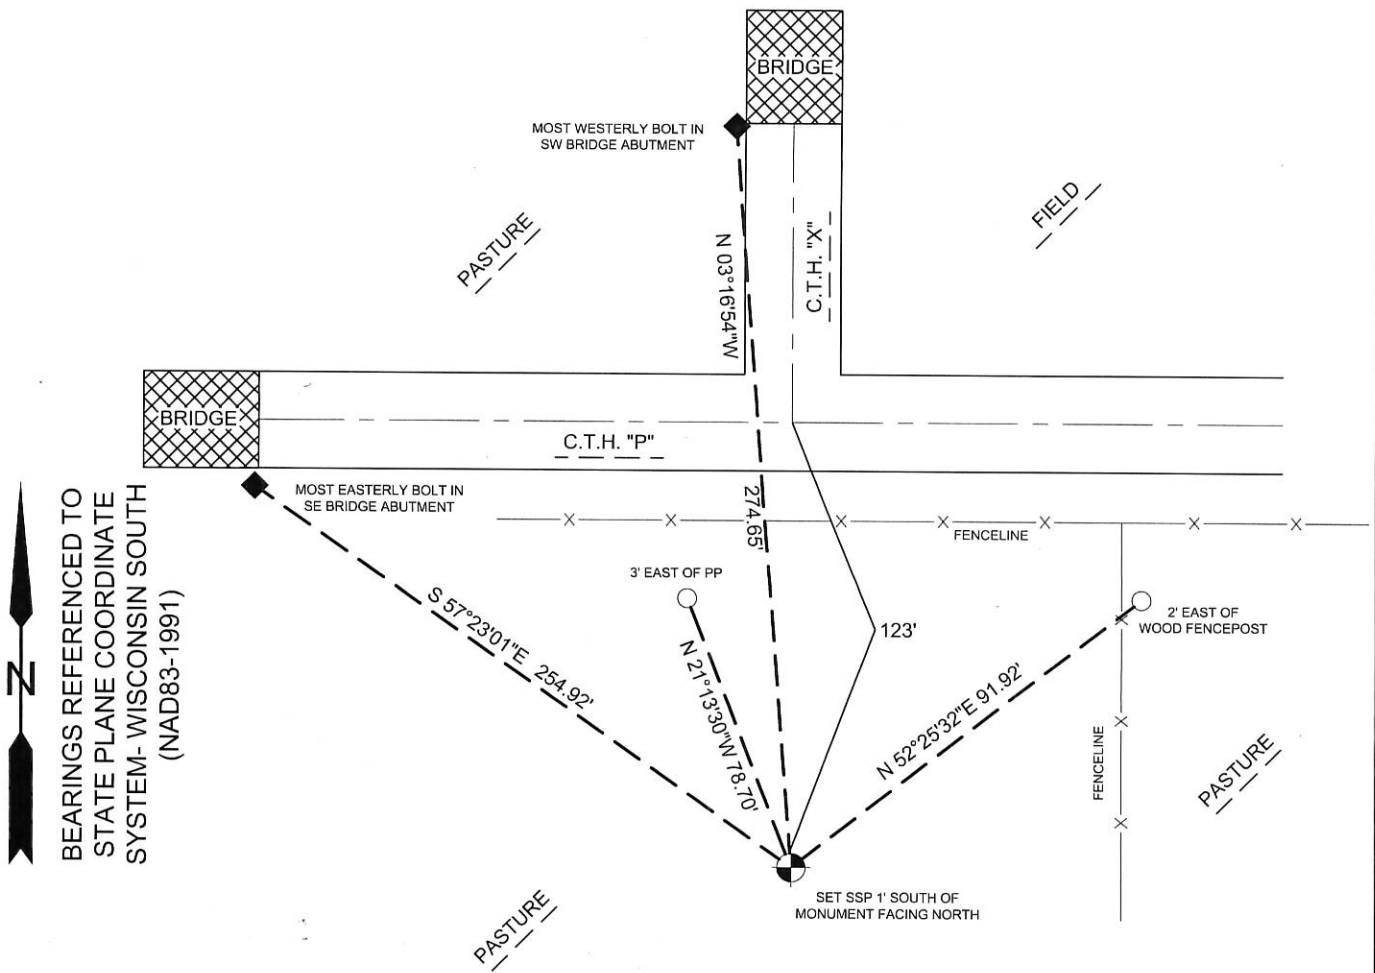 BRIDGE
MOST WESTERLY BOLT IN
SW BRIDGE ABUTMENT
FIELD
PASTURE
N 03°16'54"W
C.T.H. "X"
BRIDGE
C.T.H. "P"
MOST EASTERLY BOLT IN
SE BRIDGE ABUTMENT
274.65'
X X X X X X X
FENCELINE
3' EAST OF PP
2' EAST OF
WOOD FENCEPOST
X
123'
S 57°23'01"E 254.92'
N 21°13'30"W 78.70'
N 52°25'32"E 91.92'
X
FENCELINE
X
PASTURE
SET SSP 1' SOUTH OF
MONUMENT FACING NORTH
PASTURE
N
BEARINGS REFERENCED TO
STATE PLANE COORDINATE
SYSTEM- WISCONSIN SOUTH
(NAD83-1991)